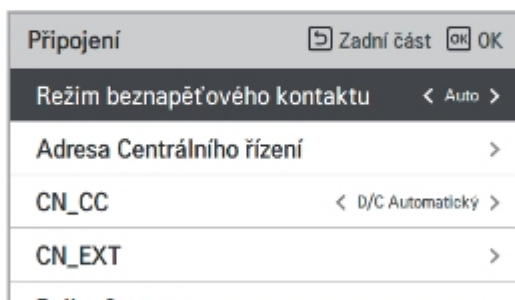 Připojení Zadní část OK OK
Režim beznapěťového kontaktu < Auto >
Adresa Centrálního řízení >
CN_CC < D/C Automatický >
CN_EXT >